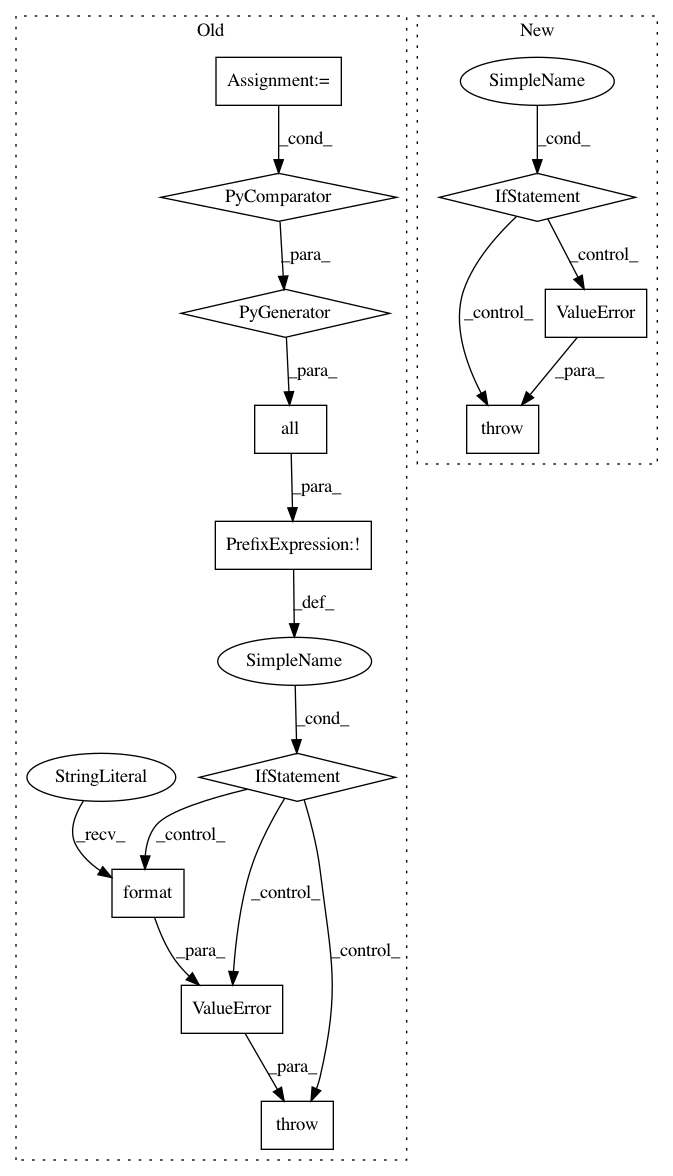 Old
New
Assignment:=
SimpleName
_cond_
_cond_
PyComparator
IfStatement
_para_
_control_
PyGenerator
_control_
ValueError
_para_
_para_
all
throw
_para_
PrefixExpression:!
_def_
SimpleName
_cond_
StringLiteral
IfStatement
_recv_
_control_
format
_control_
_para_
_control_
ValueError
_para_
throw